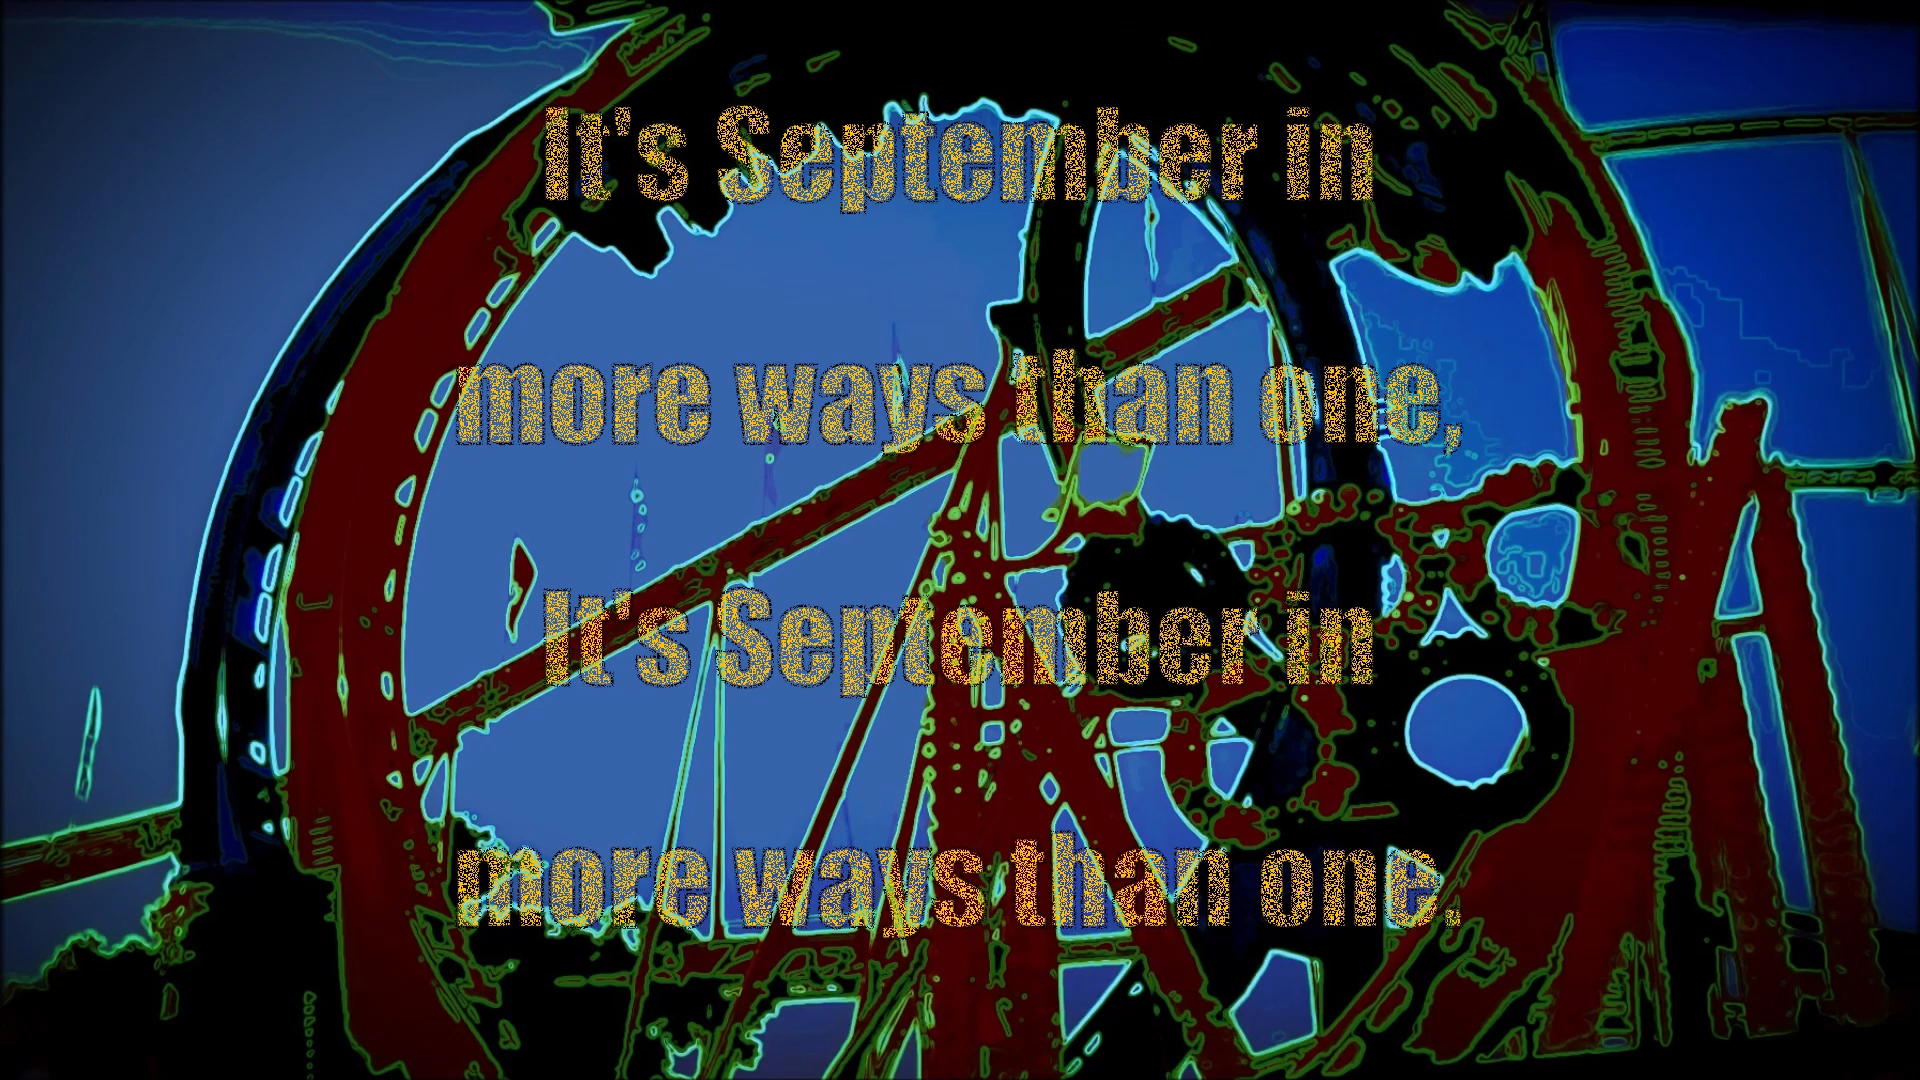 It's September in
more ways than one,
It's September in
more ways than one.